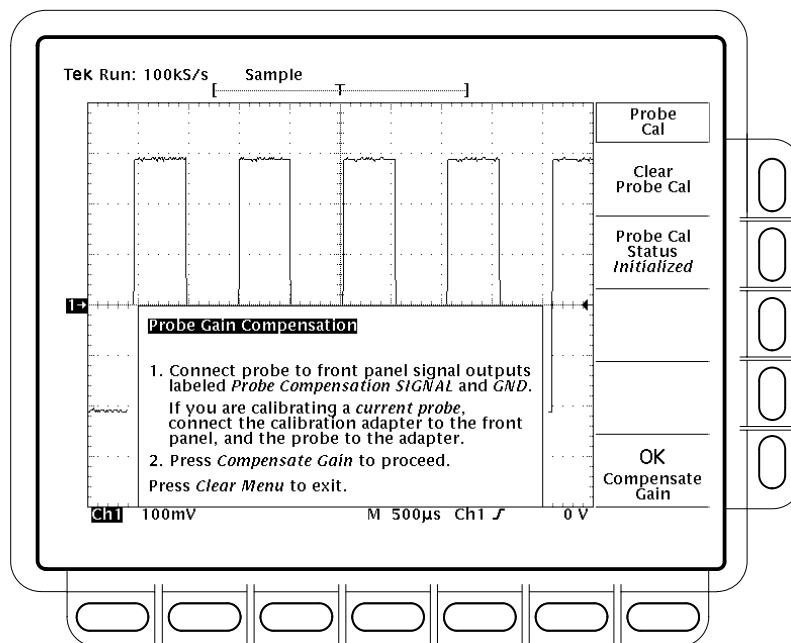 Tek Run: 100kS/s Sample
[ T ]
Probe
Cal
Clear
Probe Cal
Probe Cal
Status
Initialized
1→
Probe Gain Compensation
1. Connect probe to front panel signal outputs
labeled Probe Compensation SIGNAL and GND.
If you are calibrating a current probe,
connect the calibration adapter to the front
panel, and the probe to the adapter.
2. Press Compensate Gain to proceed.
Press Clear Menu to exit.
OK
Compensate
Gain
Ch1 100mV M 500µs Ch1 0 V